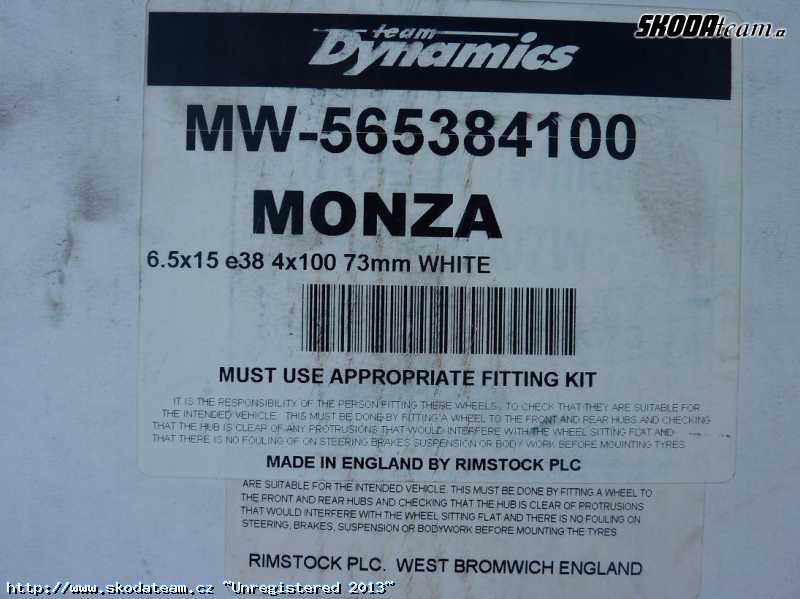 SKODAteam.cz
team
Dynamics
MW-565384100
MONZA
6.5x15 e38 4x100 73mm WHITE
MUST USE APPROPRIATE FITTING KIT
IT IS THE RESPONSIBILITY OF THE PERSON FITTING THESE WHEELS, TO CHECK THAT THEY ARE SUITABLE FOR
THE INTENDED VEHICLE. THIS MUST BE DONE BY FITTING A WHEEL TO THE FRONT AND REAR HUBS AND CHECKING
THAT THE HUB IS CLEAR OF ANY PROTRUSIONS THAT WOULD INTERFERE WITH THE WHEEL SITTING FLAT AND
THAT THERE IS NO FOULING OF ON STEERING BRAKES SUSPENSION OR BODY WORK BEFORE MOUNTING TYRES
MADE IN ENGLAND BY RIMSTOCK PLC
ARE SUITABLE FOR THE INTENDED VEHICLE. THIS MUST BE DONE BY FITTING A WHEEL TO
THE FRONT AND REAR HUBS AND CHECKING THAT THE HUB IS CLEAR OF PROTRUSIONS
THAT WOULD INTERFERE WITH THE WHEEL SITTING FLAT AND THERE IS NO FOULING ON
STEERING, BRAKES, SUSPENSION OR BODYWORK BEFORE MOUNTING THE TYRES
RIMSTOCK PLC. WEST BROMWICH ENGLAND
http://www.skodateam.cz ~Unregistered 2013~